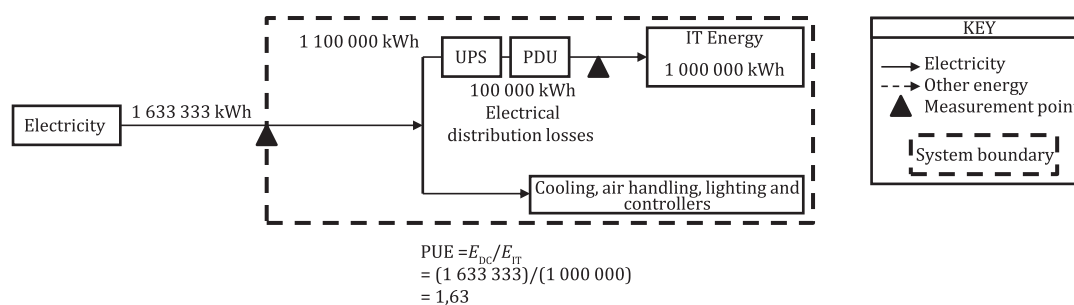 1 100 000 kWh
UPS
PDU
IT Energy
1 000 000 kWh
100 000 kWh
Electrical
distribution losses
1 633 333 kWh
Electricity
Cooling, air handling, lighting and
controllers
PUE =E_DC/E_IT
= (1 633 333)/(1 000 000)
= 1,63
KEY
Electricity
Other energy
Measurement point
System boundary